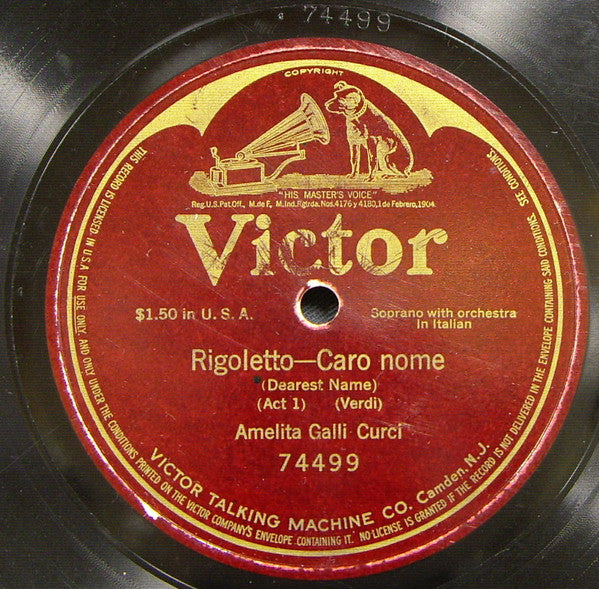 74499
COPYRIGHT
"HIS MASTER'S VOICE"
Reg.U.S.Pat.Off., M.de F., M.Ind.Rgtrda.Nos.4176 y 4180,1 de Febrero,1904.
Victor
$1.50 in U. S. A.
Soprano with orchestra
In Italian
Rigoletto—Caro nome
(Dearest Name)
(Act 1) (Verdi)
Amelita Galli Curci
74499
VICTOR TALKING MACHINE CO. Camden, N.J.
THIS RECORD IS LICENSED IN U.S.A. FOR USE ONLY, AND ONLY UNDER THE CONDITIONS PRINTED ON THE VICTOR COMPANY'S ENVELOPE CONTAINING IT. NO LICENSE IS GRANTED IF THE RECORD IS NOT DELIVERED IN THE ENVELOPE CONTAINING SAID CONDITIONS. SEE CONDITIONS.